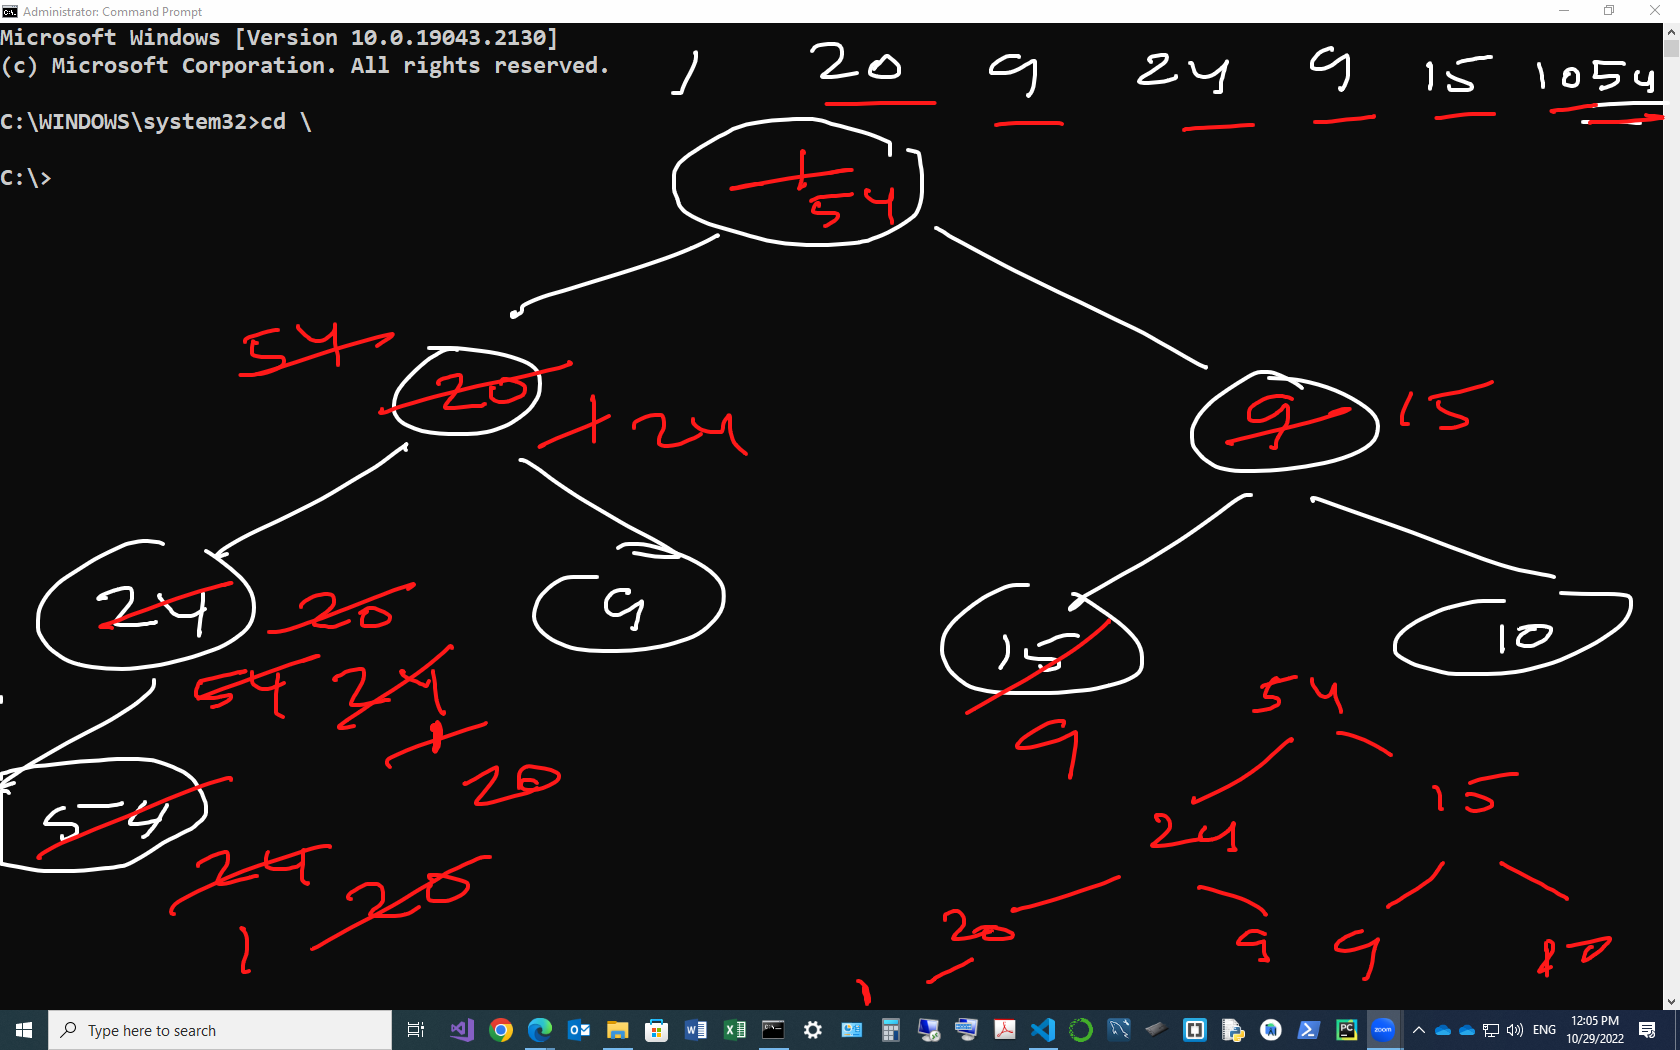 Administrator: Command Prompt
Microsoft Windows [Version 10.0.19043.2130]
(c) Microsoft Corporation. All rights reserved.
1 20 9 24 9 15 10 54
C:\WINDOWS\system32>cd \
C:\>
1
54
54
20
1 24
9 15
24 20
9
15
10
54 24
1
9
54
20
54
24
15
24 20
1
20 9 9 10
1
Type here to search
ENG
12:05 PM
10/29/2022
PC
zoom